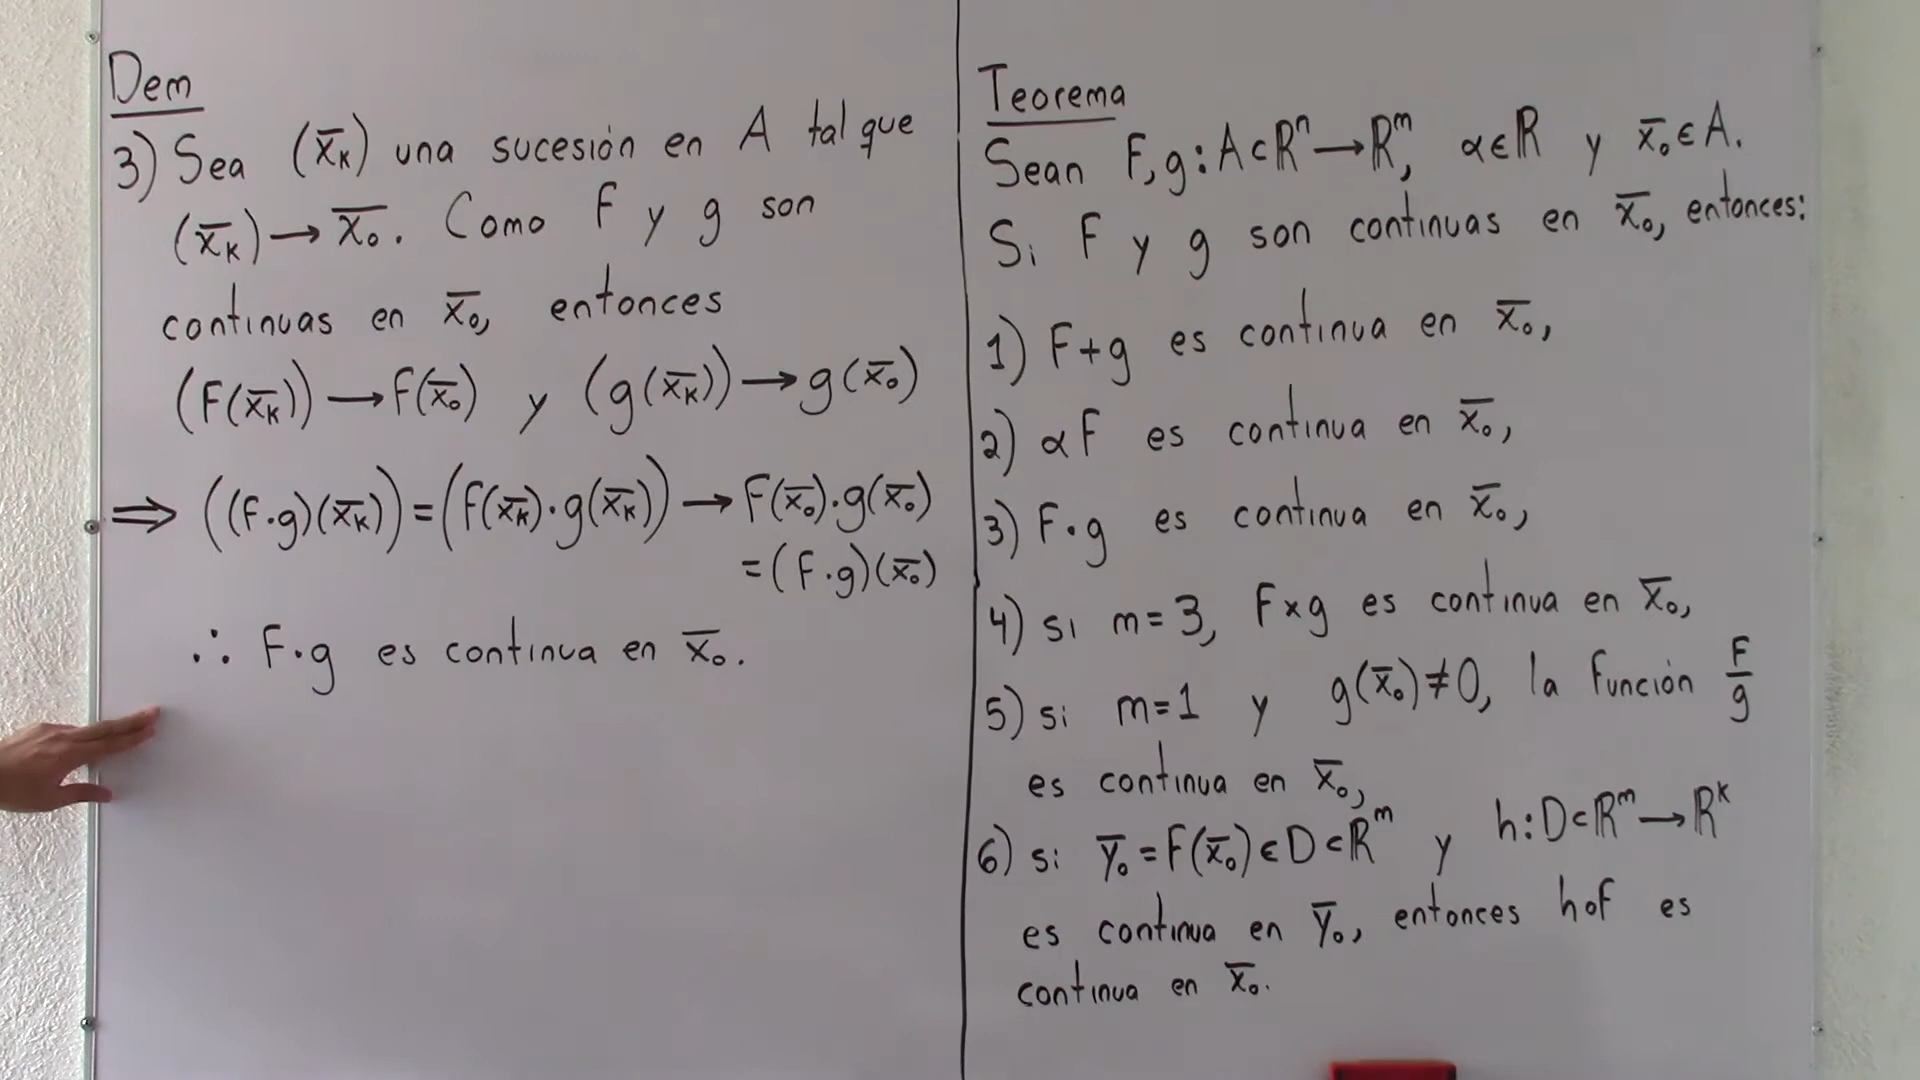 Dem
3) Sea (x̄ₖ) una sucesión en A tal que
(x̄ₖ) → x̄₀. Como f y g son
continuas en x̄₀, entonces
(f(x̄ₖ)) → f(x̄₀) y (g(x̄ₖ)) → g(x̄₀)
⟹ ((f·g)(x̄ₖ)) = (f(x̄ₖ)·g(x̄ₖ)) → f(x̄₀)·g(x̄₀)
= (f·g)(x̄₀)
∴ f·g es continua en x̄₀.
Teorema
Sean f,g: A⊂ℝⁿ → ℝᵐ, α∈ℝ y x̄₀∈A.
Si f y g son continuas en x̄₀, entonces:
1) f+g es continua en x̄₀,
2) αf es continua en x̄₀,
3) f·g es continua en x̄₀,
4) si m=3, f×g es continua en x̄₀,
5) si m=1 y g(x̄₀)≠0, la función f/g
es continua en x̄₀,
6) si ȳ₀=f(x̄₀)∈D⊂ℝᵐ y h:D⊂ℝᵐ → ℝᵏ
es continua en ȳ₀, entonces h∘f es
continua en x̄₀.